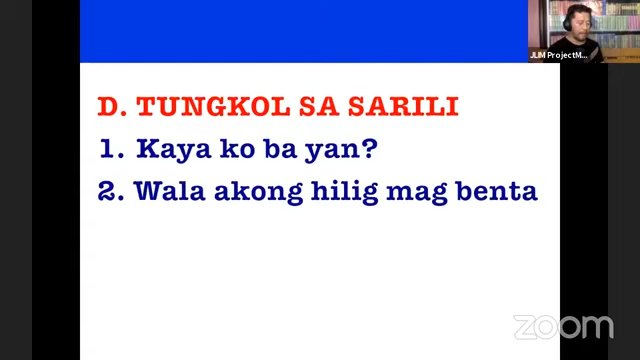 D. TUNGKOL SA SARILI
1. Kaya ko ba yan?
2. Wala akong hilig mag benta
JLIM ProjectM...
zoom